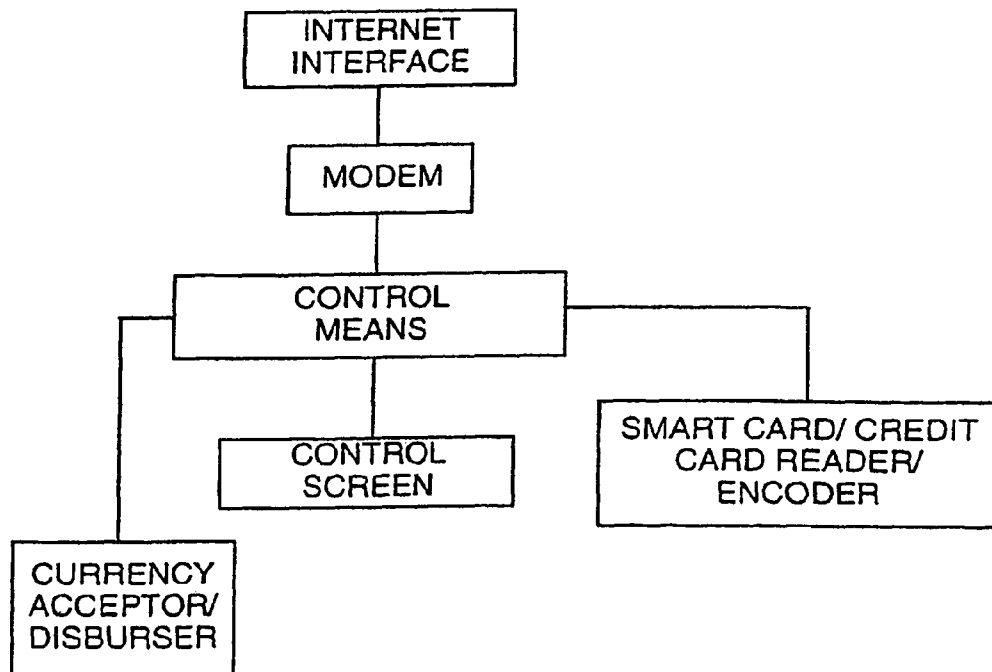 INTERNET
INTERFACE
MODEM
CONTROL
MEANS
CONTROL
SCREEN
SMART CARD/ CREDIT
CARD READER/
ENCODER
CURRENCY
ACCEPTOR/
DISBURSER